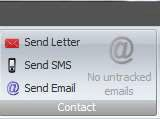 Send Letter
Send SMS
Send Email
@
No untracked
emails
Contact